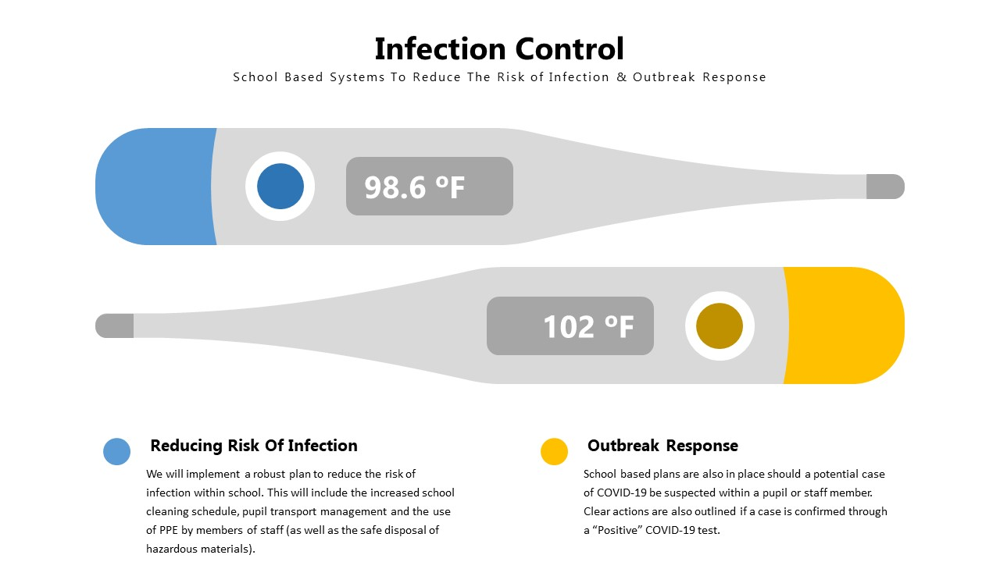 Infection Control
School Based Systems To Reduce The Risk of Infection & Outbreak Response
98.6 ºF
102 ºF
Reducing Risk Of Infection
We will implement a robust plan to reduce the risk of
infection within school. This will include the increased school
cleaning schedule, pupil transport management and the use
of PPE by members of staff (as well as the safe disposal of
hazardous materials).
Outbreak Response
School based plans are also in place should a potential case
of COVID-19 be suspected within a pupil or staff member.
Clear actions are also outlined if a case is confirmed through
a “Positive” COVID-19 test.